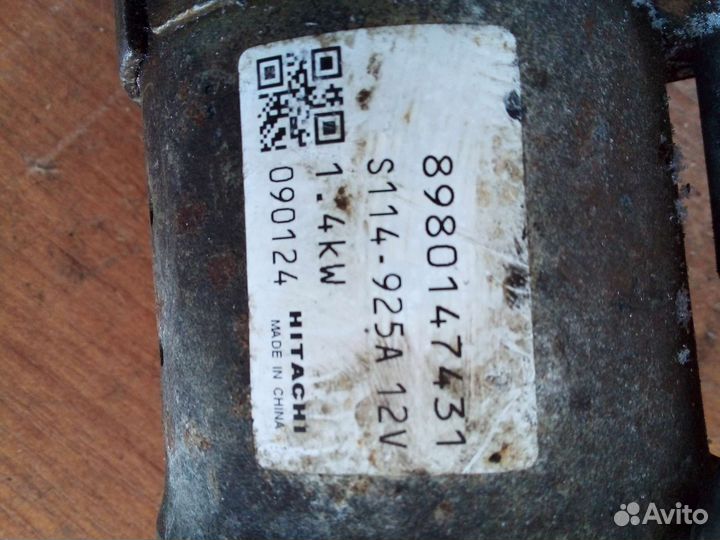 8980147431
S114-925A 12V
1.4kW
090124 HITACHI
MADE IN CHINA
Avito